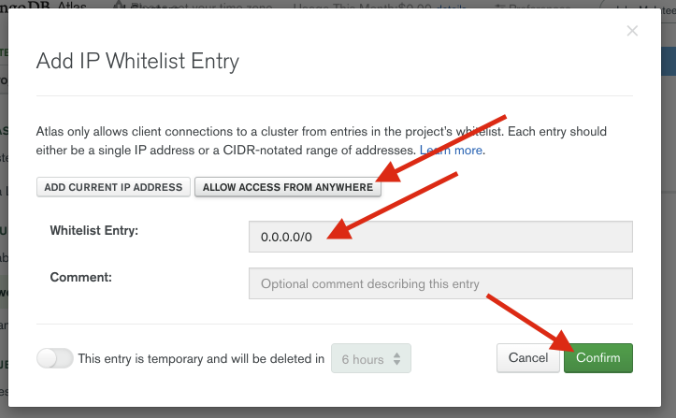 Atlas
details
Add IP Whitelist Entry
Atlas only allows client connections to a cluster from entries in the project's whitelist. Each entry should
either be a single IP address or a CIDR-notated range of addresses. Learn more.
ADD CURRENT IP ADDRESS ALLOW ACCESS FROM ANYWHERE
Whitelist Entry: 0.0.0.0/0
Comment: Optional comment describing this entry
This entry is temporary and will be deleted in 6 hours Cancel Confirm